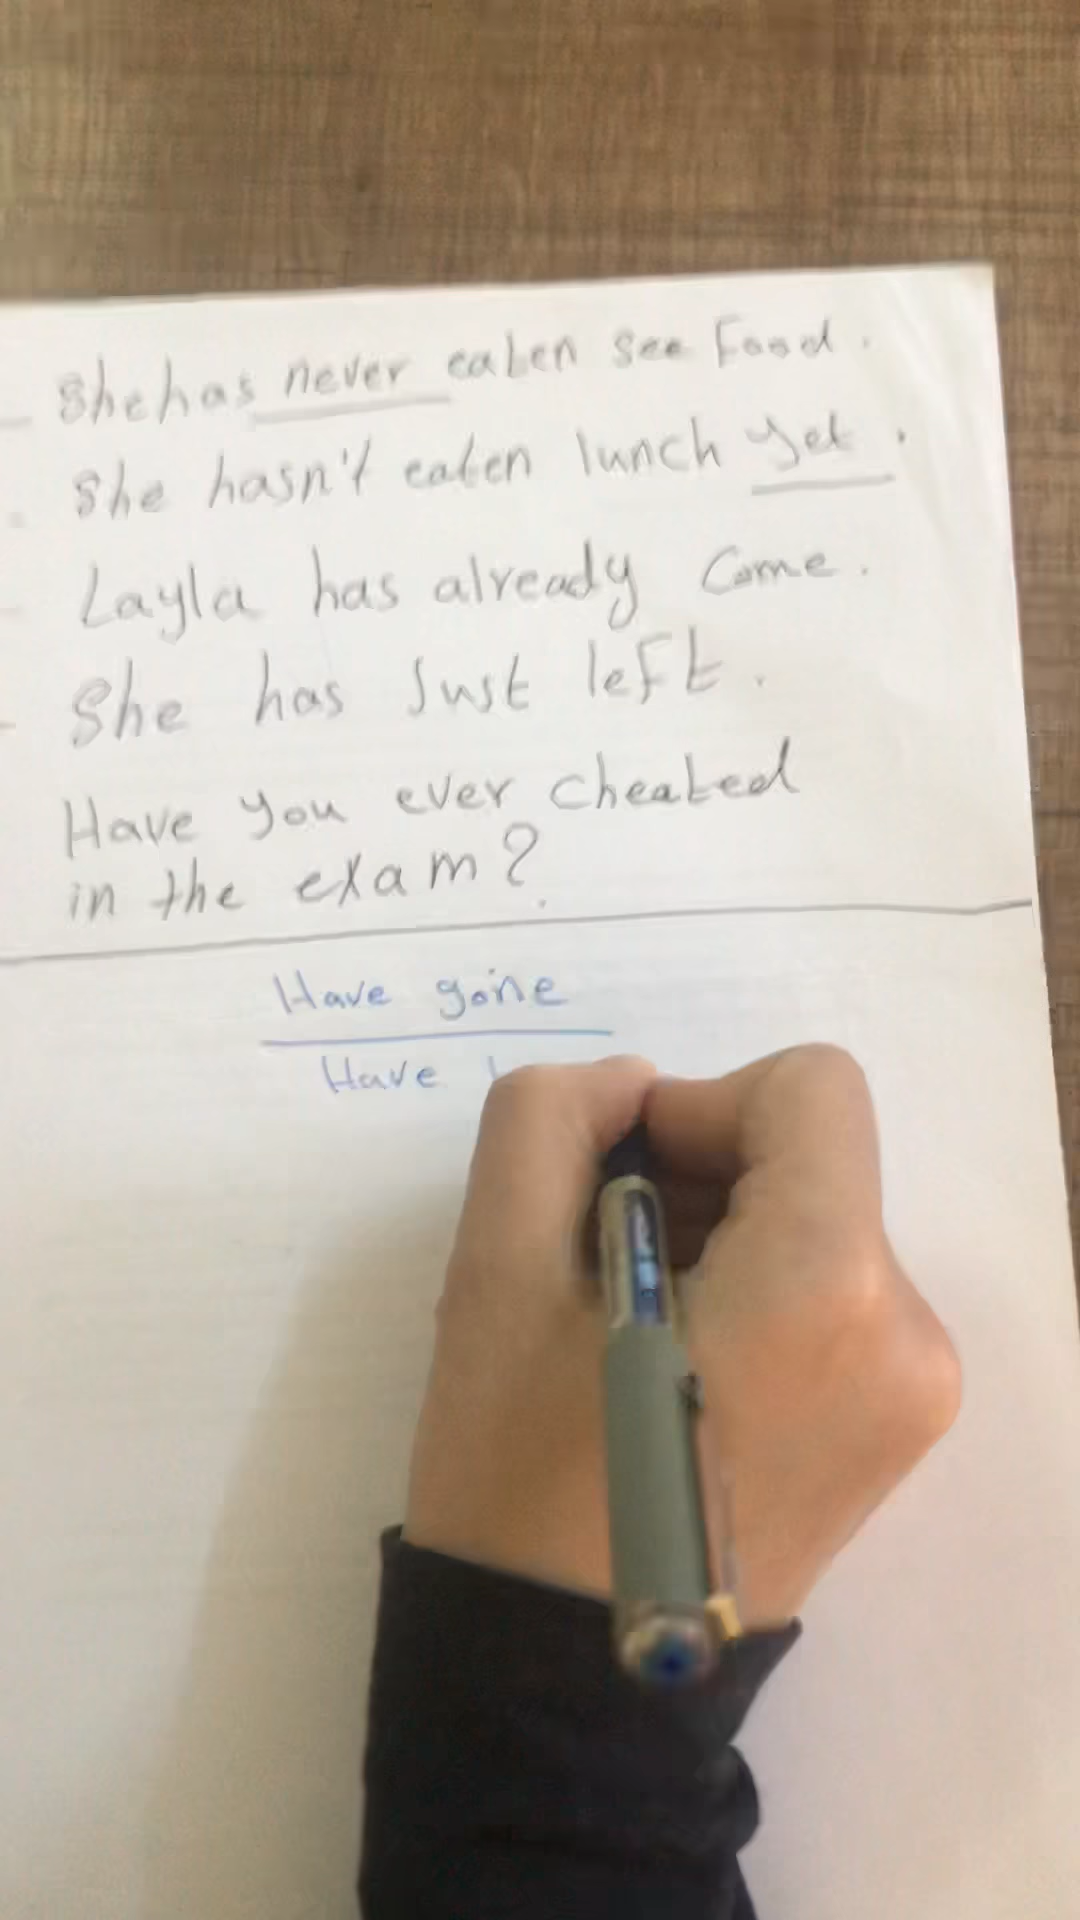 She has never eaten see Food.
She hasn't eaten lunch yet.
Layla has already Come.
She has Just left.
Have you ever cheated
in the exam?
Have gone
Have